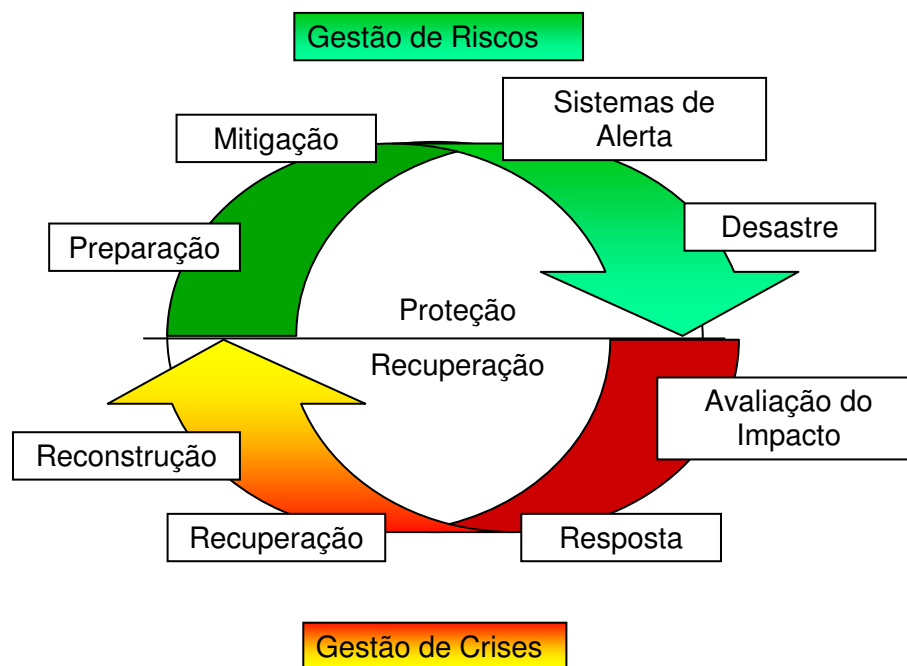 Gestão de Riscos
Sistemas de
Alerta
Mitigação
Desastre
Preparação
Proteção
Recuperação
Avaliação do
Impacto
Reconstrução
Recuperação
Resposta
Gestão de Crises